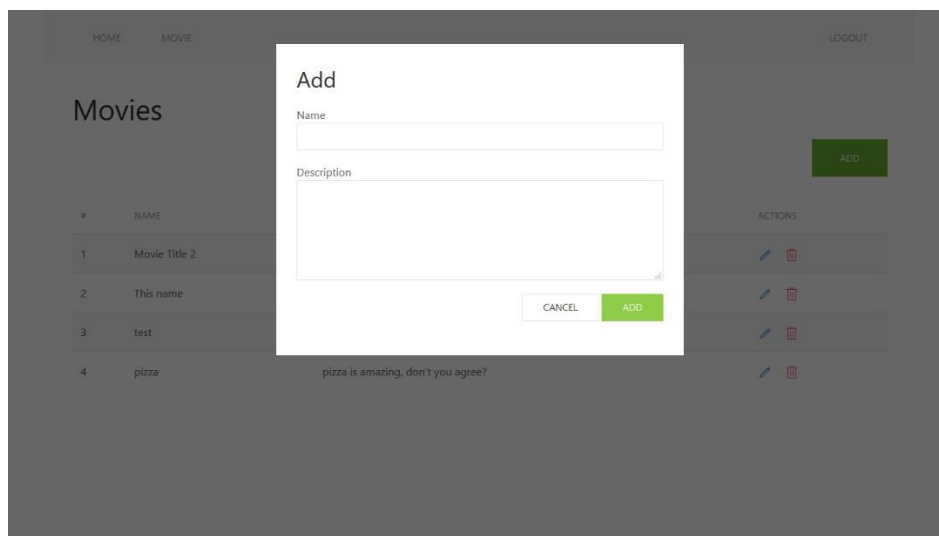 HOME MOVIE LOGOUT
Add
Movies
Name
ADD
Description
# NAME ACTIONS
1 Movie Title 2
2 This name
CANCEL ADD
3 test
4 pizza pizza is amazing, don't you agree?